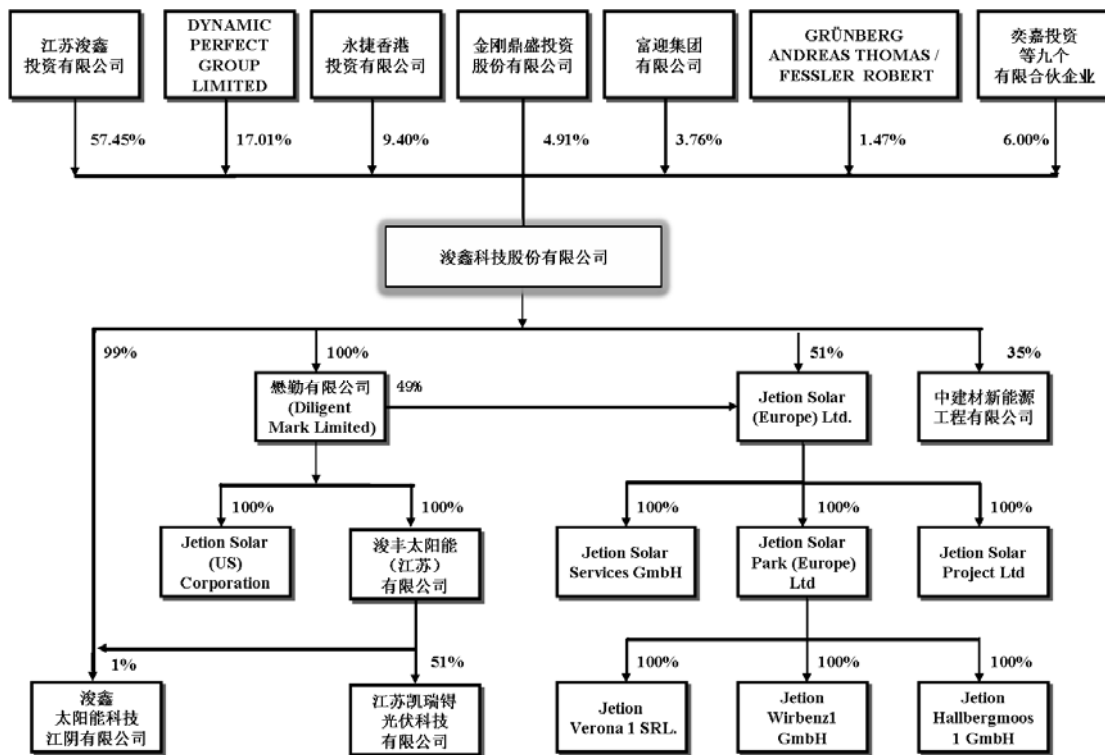 江苏浚鑫
投资有限公司
DYNAMIC
PERFECT
GROUP
LIMITED
永捷香港
投资有限公司
金刚鼎盛投资
股份有限公司
富迎集团
有限公司
GRÜNBERG
ANDREAS THOMAS /
FESSLER ROBERT
奕嘉投资
等九个
有限合伙企业
57.45%
17.01%
9.40%
4.91%
3.76%
1.47%
6.00%
浚鑫科技股份有限公司
99%
100%
51%
35%
懋勤有限公司
(Diligent
Mark Limited)
49%
Jetion Solar
(Europe) Ltd.
中建材新能源
工程有限公司
100%
100%
100%
100%
100%
Jetion Solar
(US)
Corporation
浚丰太阳能
（江苏）
有限公司
Jetion Solar
Services GmbH
Jetion Solar
Park (Europe)
Ltd
Jetion Solar
Project Ltd
1%
51%
100%
100%
100%
浚鑫
太阳能科技
江阴有限公司
江苏凯瑞锝
光伏科技
有限公司
Jetion
Verona 1 SRL.
Jetion
Wirbenz1
GmbH
Jetion
Hallbergmoos
1 GmbH